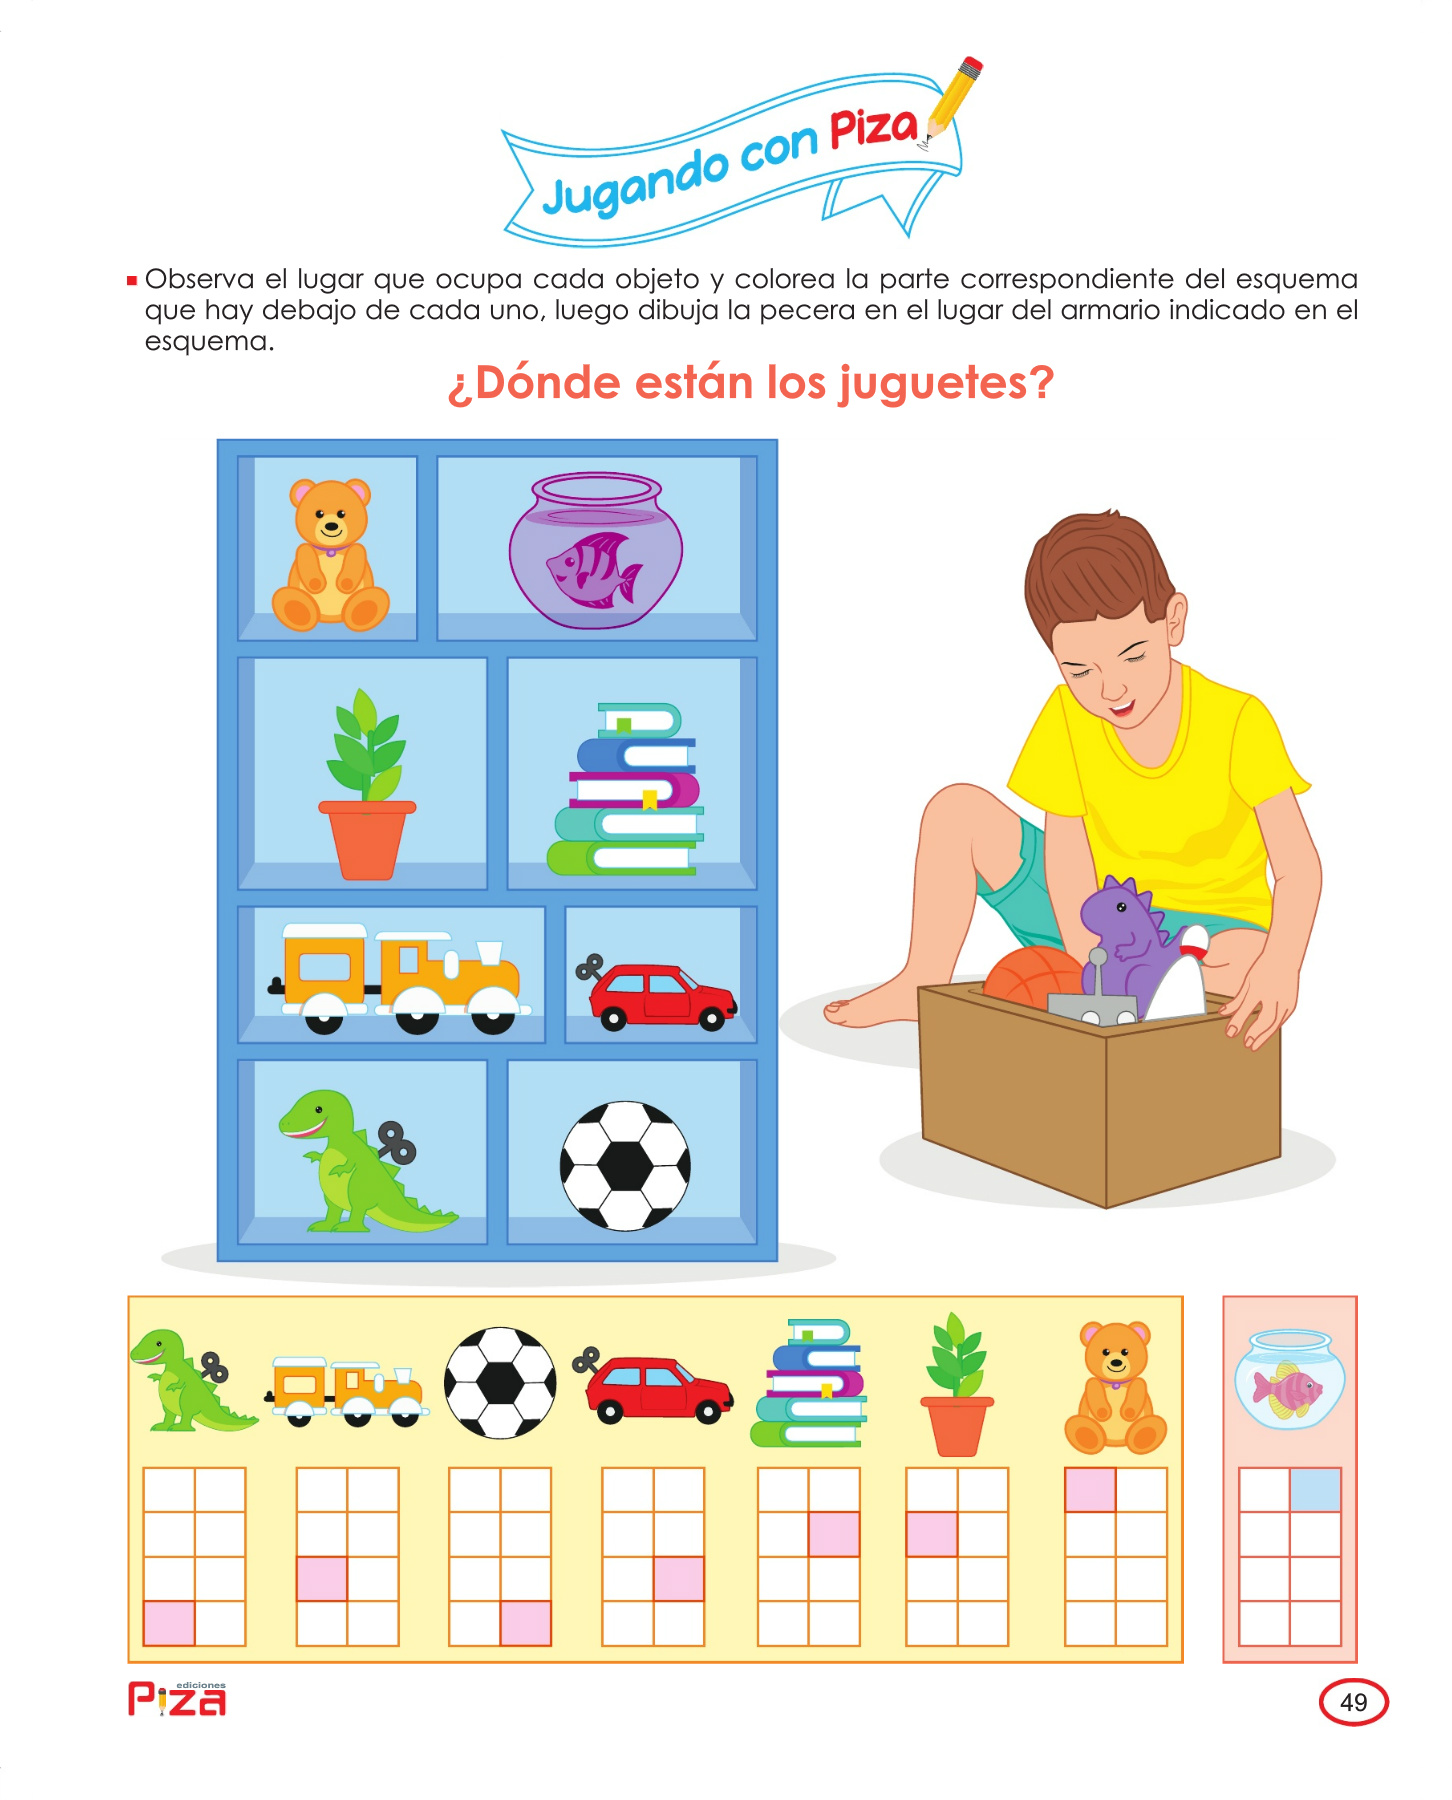 Jugando con Piza
Observa el lugar que ocupa cada objeto y colorea la parte correspondiente del esquema
que hay debajo de cada uno, luego dibuja la pecera en el lugar del armario indicado en el
esquema.
¿Dónde están los juguetes?
ediciones
Piza
49